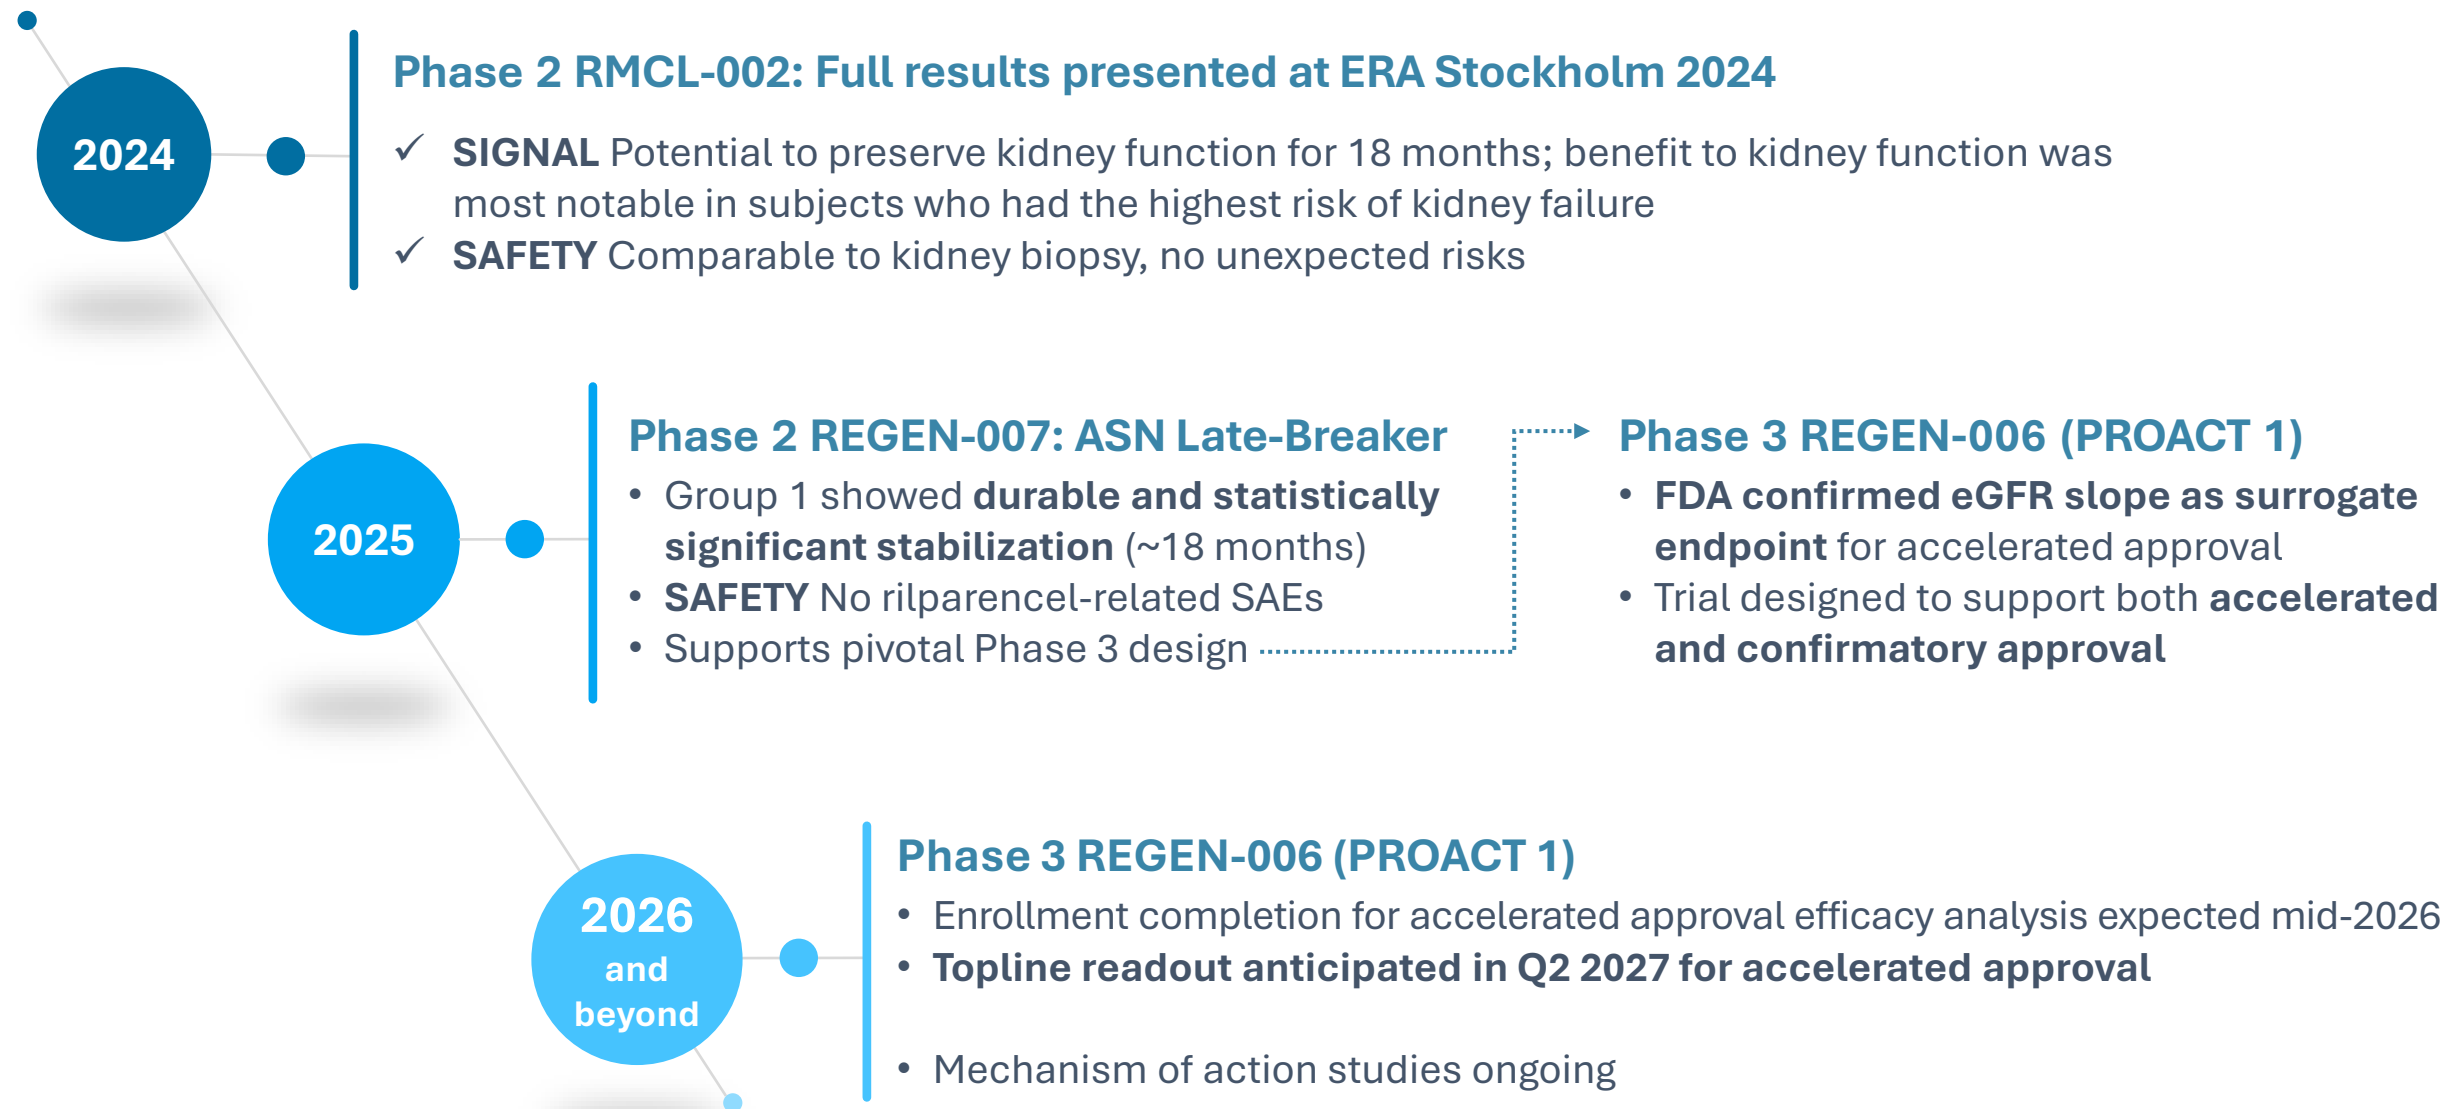 2024
Phase 2 RMCL-002: Full results presented at ERA Stockholm 2024
✓ SIGNAL Potential to preserve kidney function for 18 months; benefit to kidney function was
most notable in subjects who had the highest risk of kidney failure
✓ SAFETY Comparable to kidney biopsy, no unexpected risks
2025
Phase 2 REGEN-007: ASN Late-Breaker
• Group 1 showed durable and statistically
significant stabilization (~18 months)
• SAFETY No rilparencel-related SAEs
• Supports pivotal Phase 3 design
Phase 3 REGEN-006 (PROACT 1)
• FDA confirmed eGFR slope as surrogate
endpoint for accelerated approval
• Trial designed to support both accelerated
and confirmatory approval
2026
and
beyond
Phase 3 REGEN-006 (PROACT 1)
• Enrollment completion for accelerated approval efficacy analysis expected mid-2026
• Topline readout anticipated in Q2 2027 for accelerated approval
• Mechanism of action studies ongoing